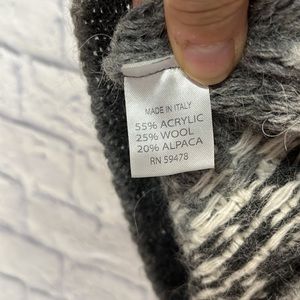 MADE IN ITALY
55% ACRYLIC
25% WOOL
20% ALPACA
RN 59478